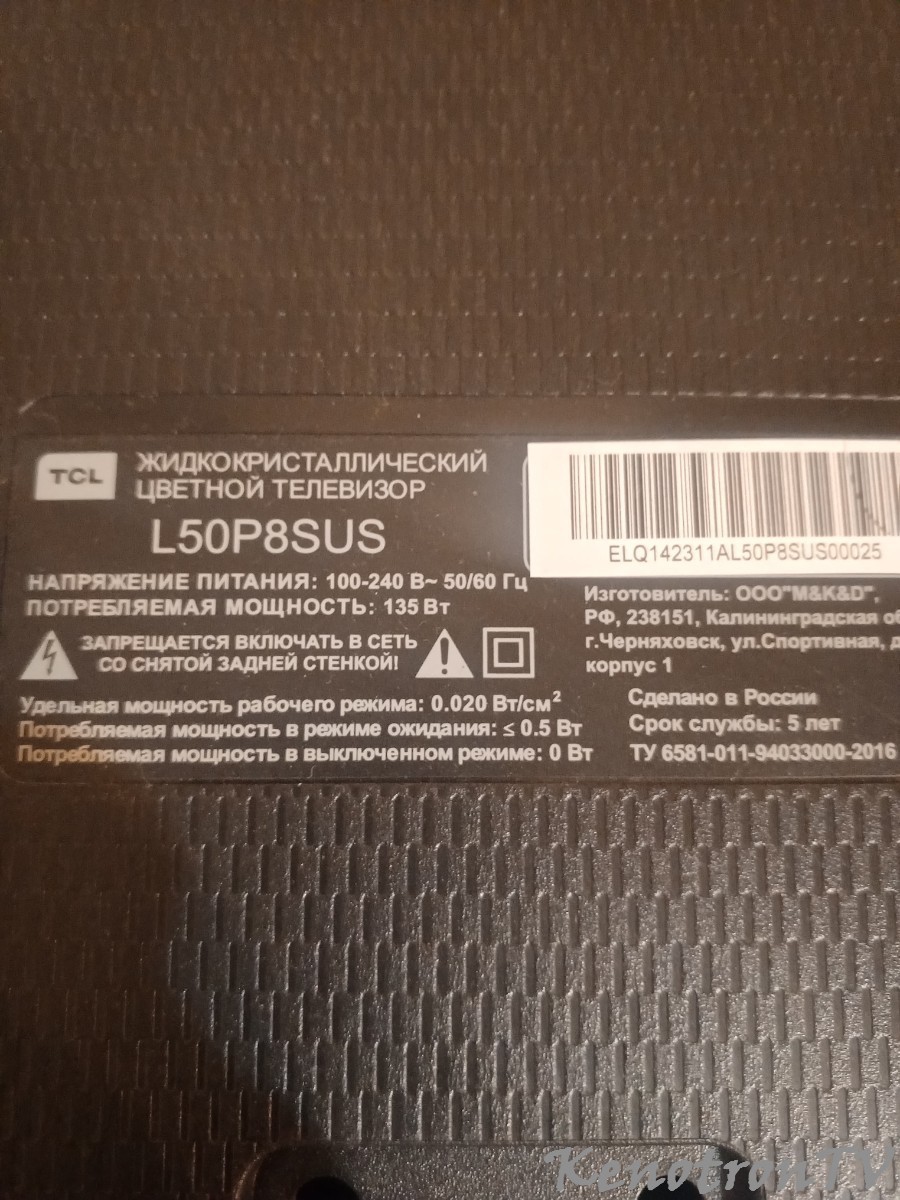 TCL
ЖИДКОКРИСТАЛЛИЧЕСКИЙ
ЦВЕТНОЙ ТЕЛЕВИЗОР
L50P8SUS
НАПРЯЖЕНИЕ ПИТАНИЯ: 100-240 В~ 50/60 Гц
ПОТРЕБЛЯЕМАЯ МОЩНОСТЬ: 135 Вт
ЗАПРЕЩАЕТСЯ ВКЛЮЧАТЬ В СЕТЬ
СО СНЯТОЙ ЗАДНЕЙ СТЕНКОЙ!
Удельная мощность рабочего режима: 0.020 Вт/см²
Потребляемая мощность в режиме ожидания: ≤ 0.5 Вт
Потребляемая мощность в выключенном режиме: 0 Вт
ELQ142311AL50P8SUS00025
Изготовитель: ООО"M&K&D",
РФ, 238151, Калининградская
г.Черняховск, ул.Спортивная,
корпус 1
Сделано в России
Срок службы: 5 лет
ТУ 6581-011-94033000-2016
KenotronTV